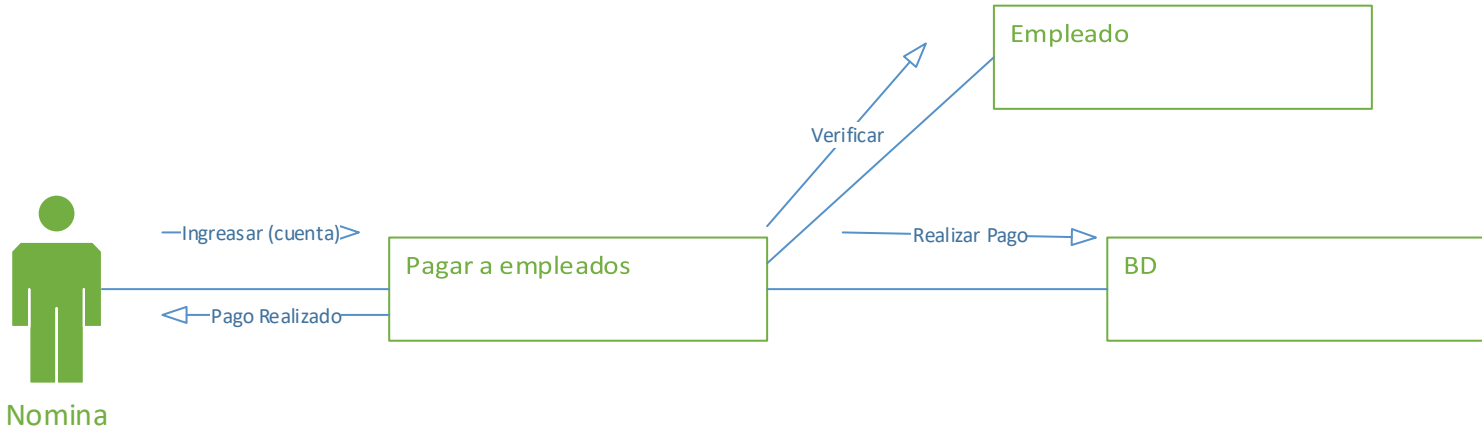 Empleado
Verificar
Ingreasar (cuenta)
Realizar Pago
Pagar a empleados
BD
Pago Realizado
Nomina